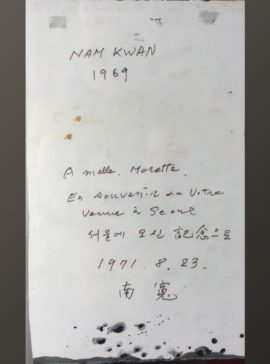 NAM KWAN
1969
A melle. Morette.
En Souvenir de Votre
venue à Seoul
서울에 오신 記念으로
1971. 8. 23.
南 寬